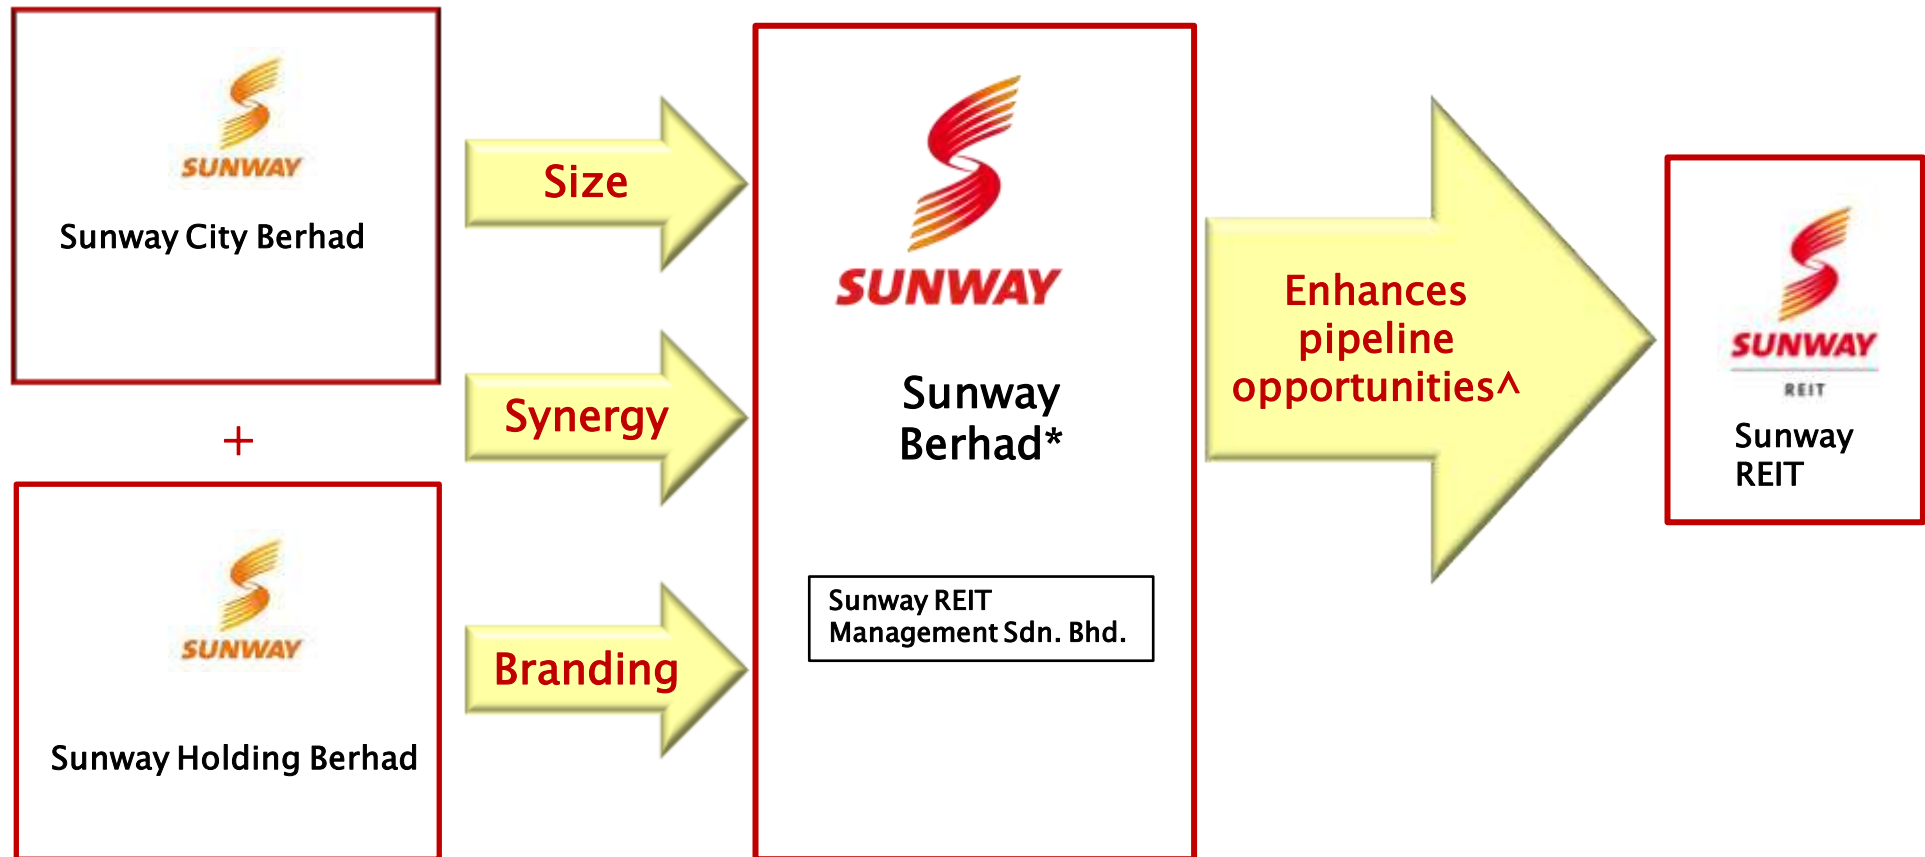 SUNWAY
Sunway City Berhad
+
SUNWAY
Sunway Holding Berhad
Size
Synergy
Branding
SUNWAY
Sunway
Berhad*
Sunway REIT
Management Sdn. Bhd.
Enhances
pipeline
opportunities^
SUNWAY
REIT
Sunway
REIT